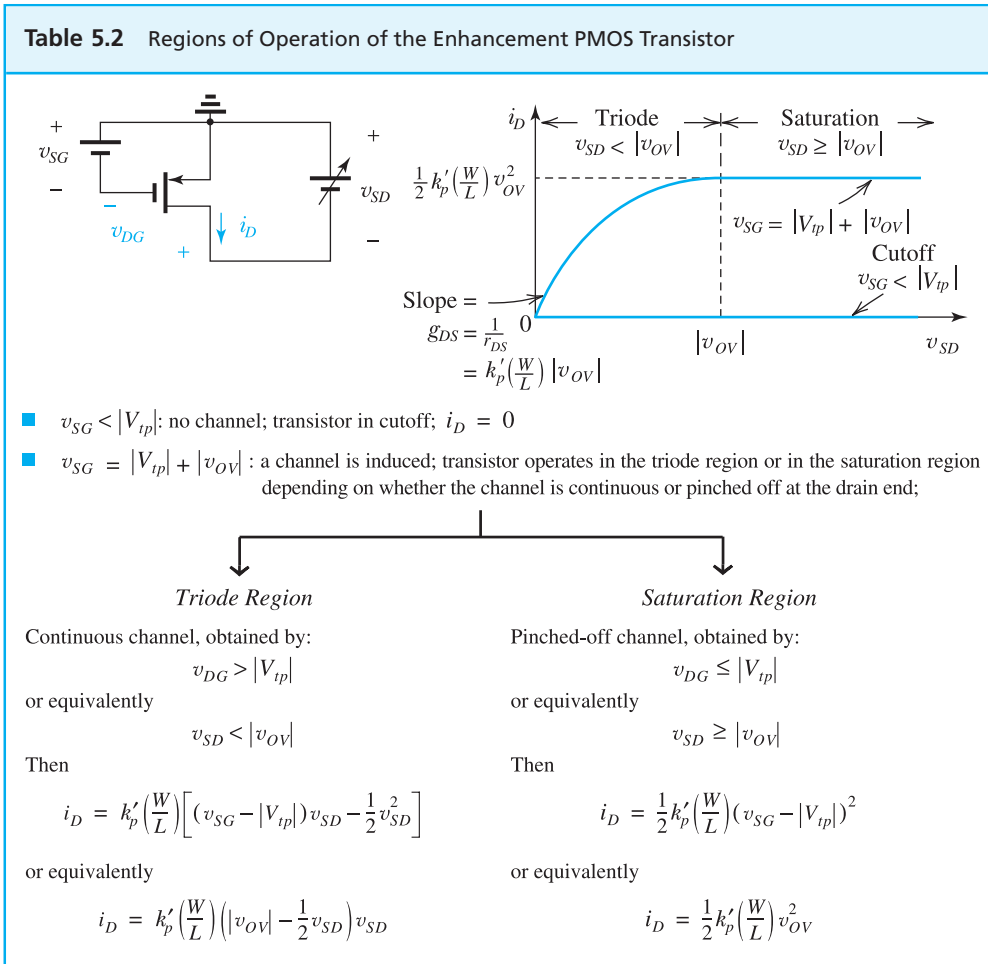 Table 5.2 Regions of Operation of the Enhancement PMOS Transistor
+
v_SG
−
−
v_DG
+
i_D
+
v_SD
−
i_D
Triode
v_SD < |v_OV|
Saturation
v_SD ≥ |v_OV|
1/2 k′_p (W/L) v²_OV
v_SG = |V_tp| + |v_OV|
Cutoff
v_SG < |V_tp|
Slope =
g_DS = 1/r_DS
= k′_p (W/L) |v_OV|
0
|v_OV|
v_SD
v_SG < |V_tp|: no channel; transistor in cutoff; i_D = 0
v_SG = |V_tp| + |v_OV| : a channel is induced; transistor operates in the triode region or in the saturation region
depending on whether the channel is continuous or pinched off at the drain end;
Triode Region
Continuous channel, obtained by:
v_DG > |V_tp|
or equivalently
v_SD < |v_OV|
Then
i_D = k′_p (W/L) [(v_SG − |V_tp|) v_SD − 1/2 v²_SD]
or equivalently
i_D = k′_p (W/L) (|v_OV| − 1/2 v_SD) v_SD
Saturation Region
Pinched-off channel, obtained by:
v_DG ≤ |V_tp|
or equivalently
v_SD ≥ |v_OV|
Then
i_D = 1/2 k′_p (W/L) (v_SG − |V_tp|)²
or equivalently
i_D = 1/2 k′_p (W/L) v²_OV